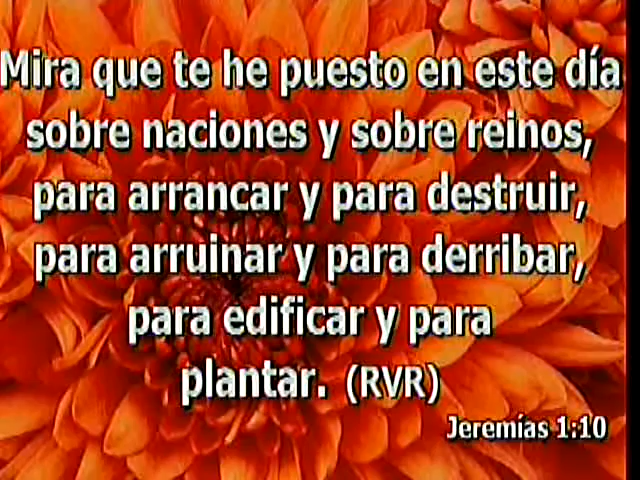 Mira que te he puesto en este día
sobre naciones y sobre reinos,
para arrancar y para destruir,
para arruinar y para derribar,
para edificar y para
plantar. (RVR)
Jeremías 1:10